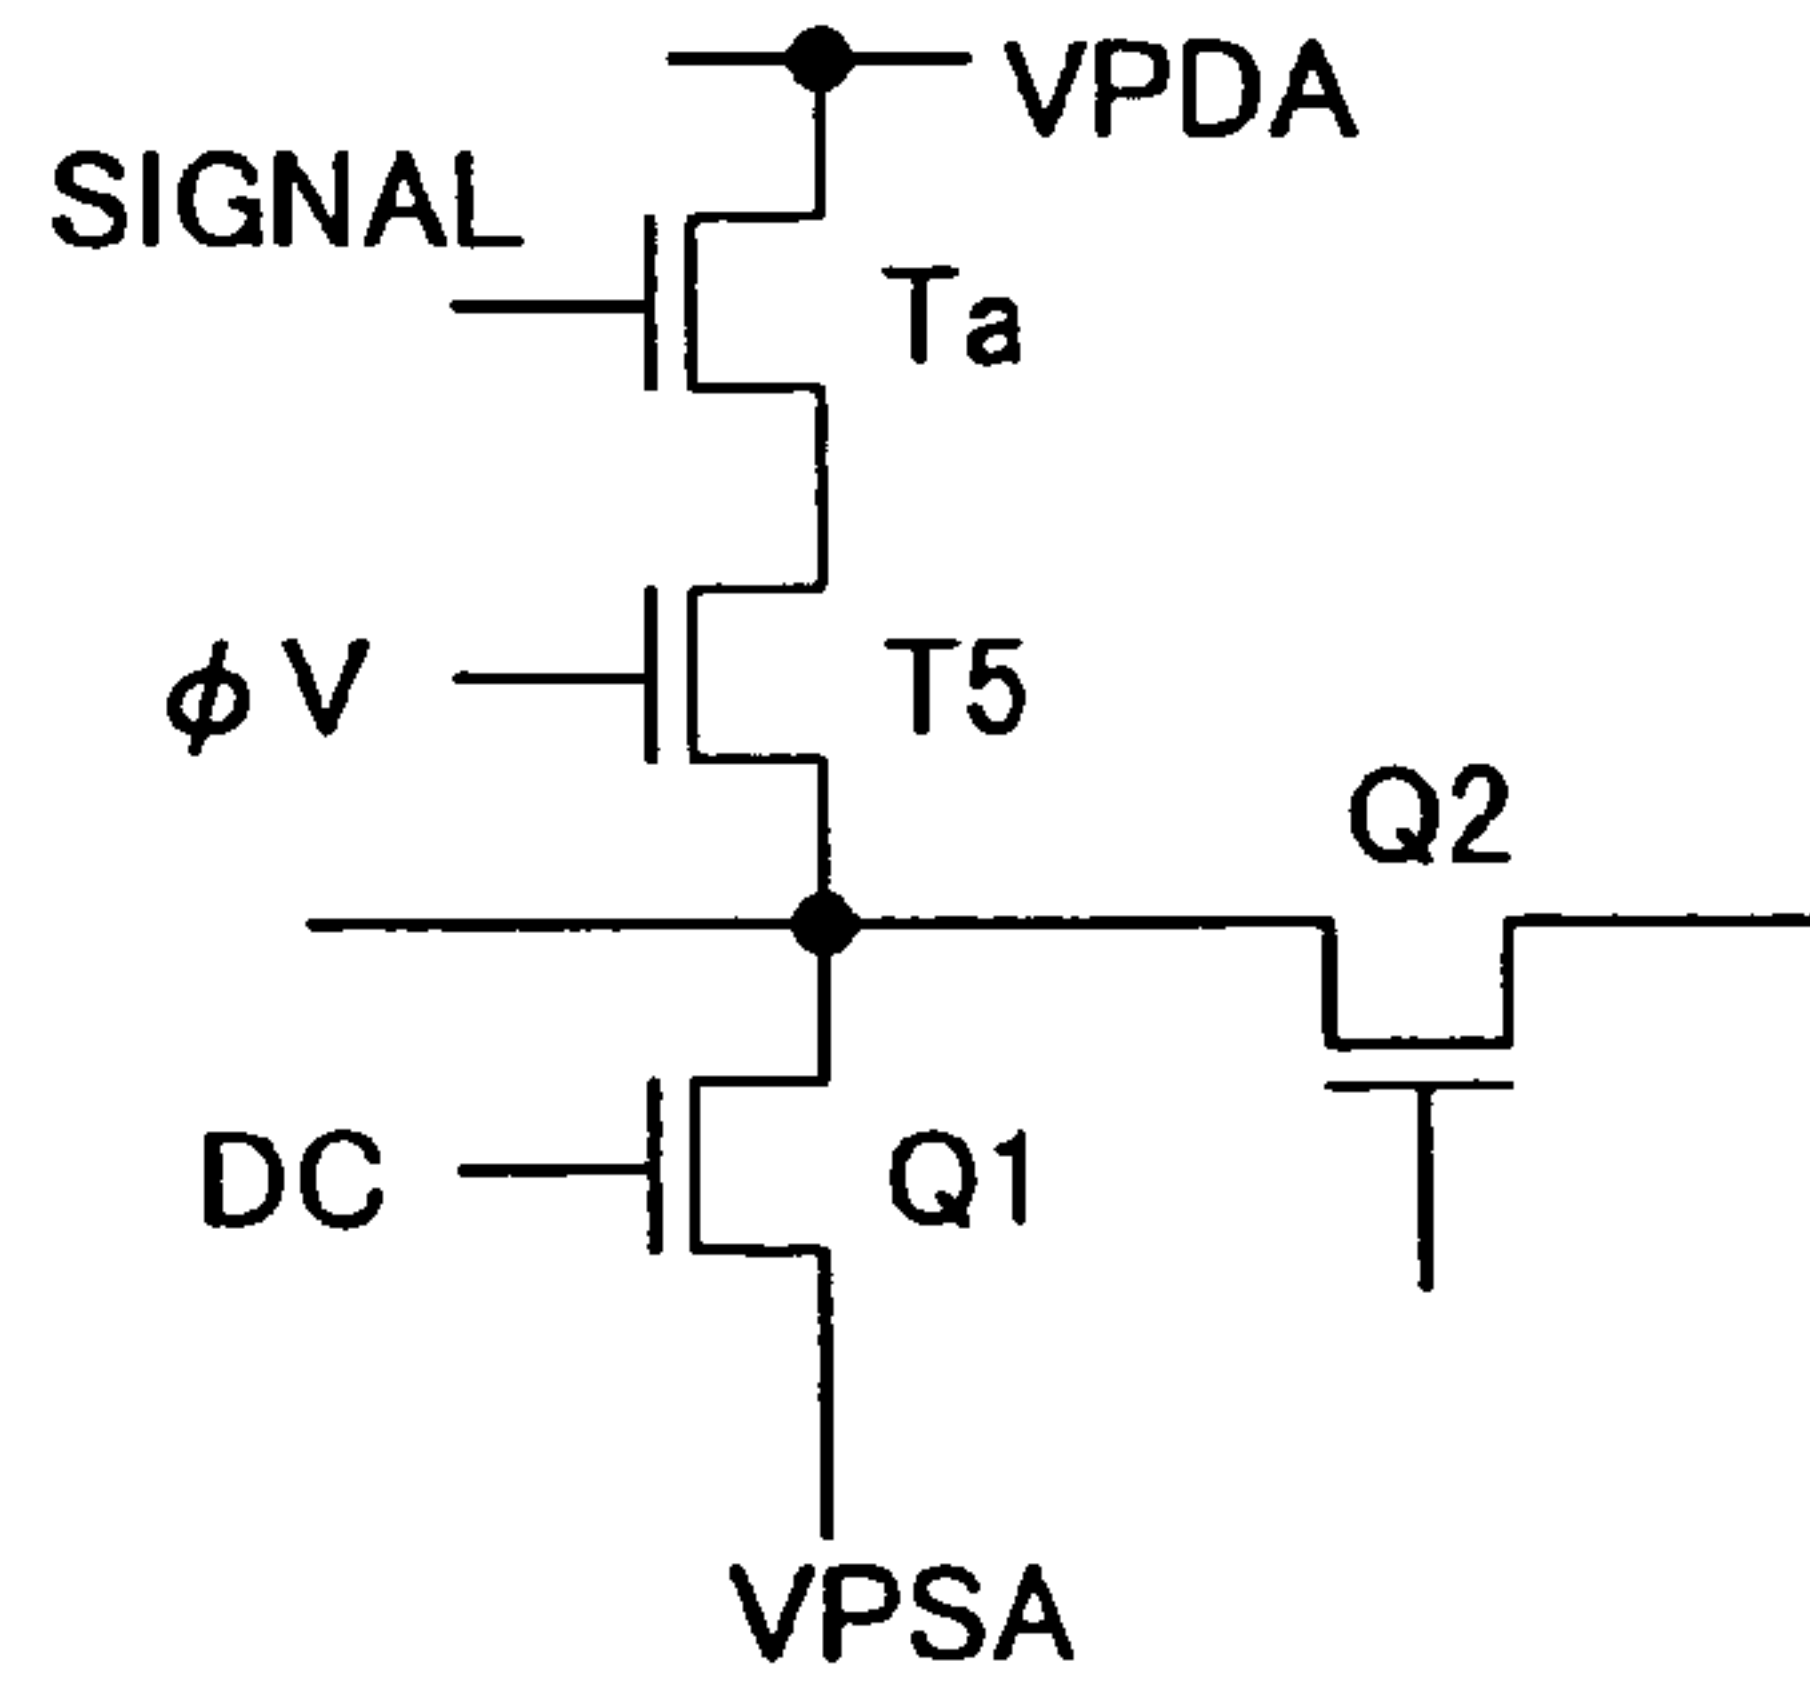 VPDA
SIGNAL
Ta
ϕV
T5
Q2
DC
Q1
VPSA